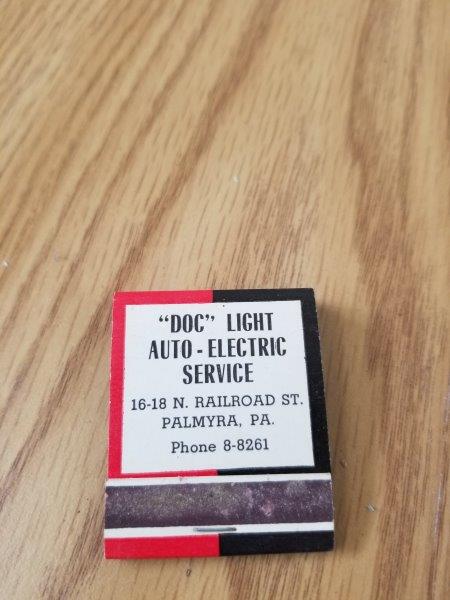 "DOC" LIGHT
AUTO-ELECTRIC
SERVICE
16-18 N. RAILROAD ST.
PALMYRA, PA.
Phone 8-8261